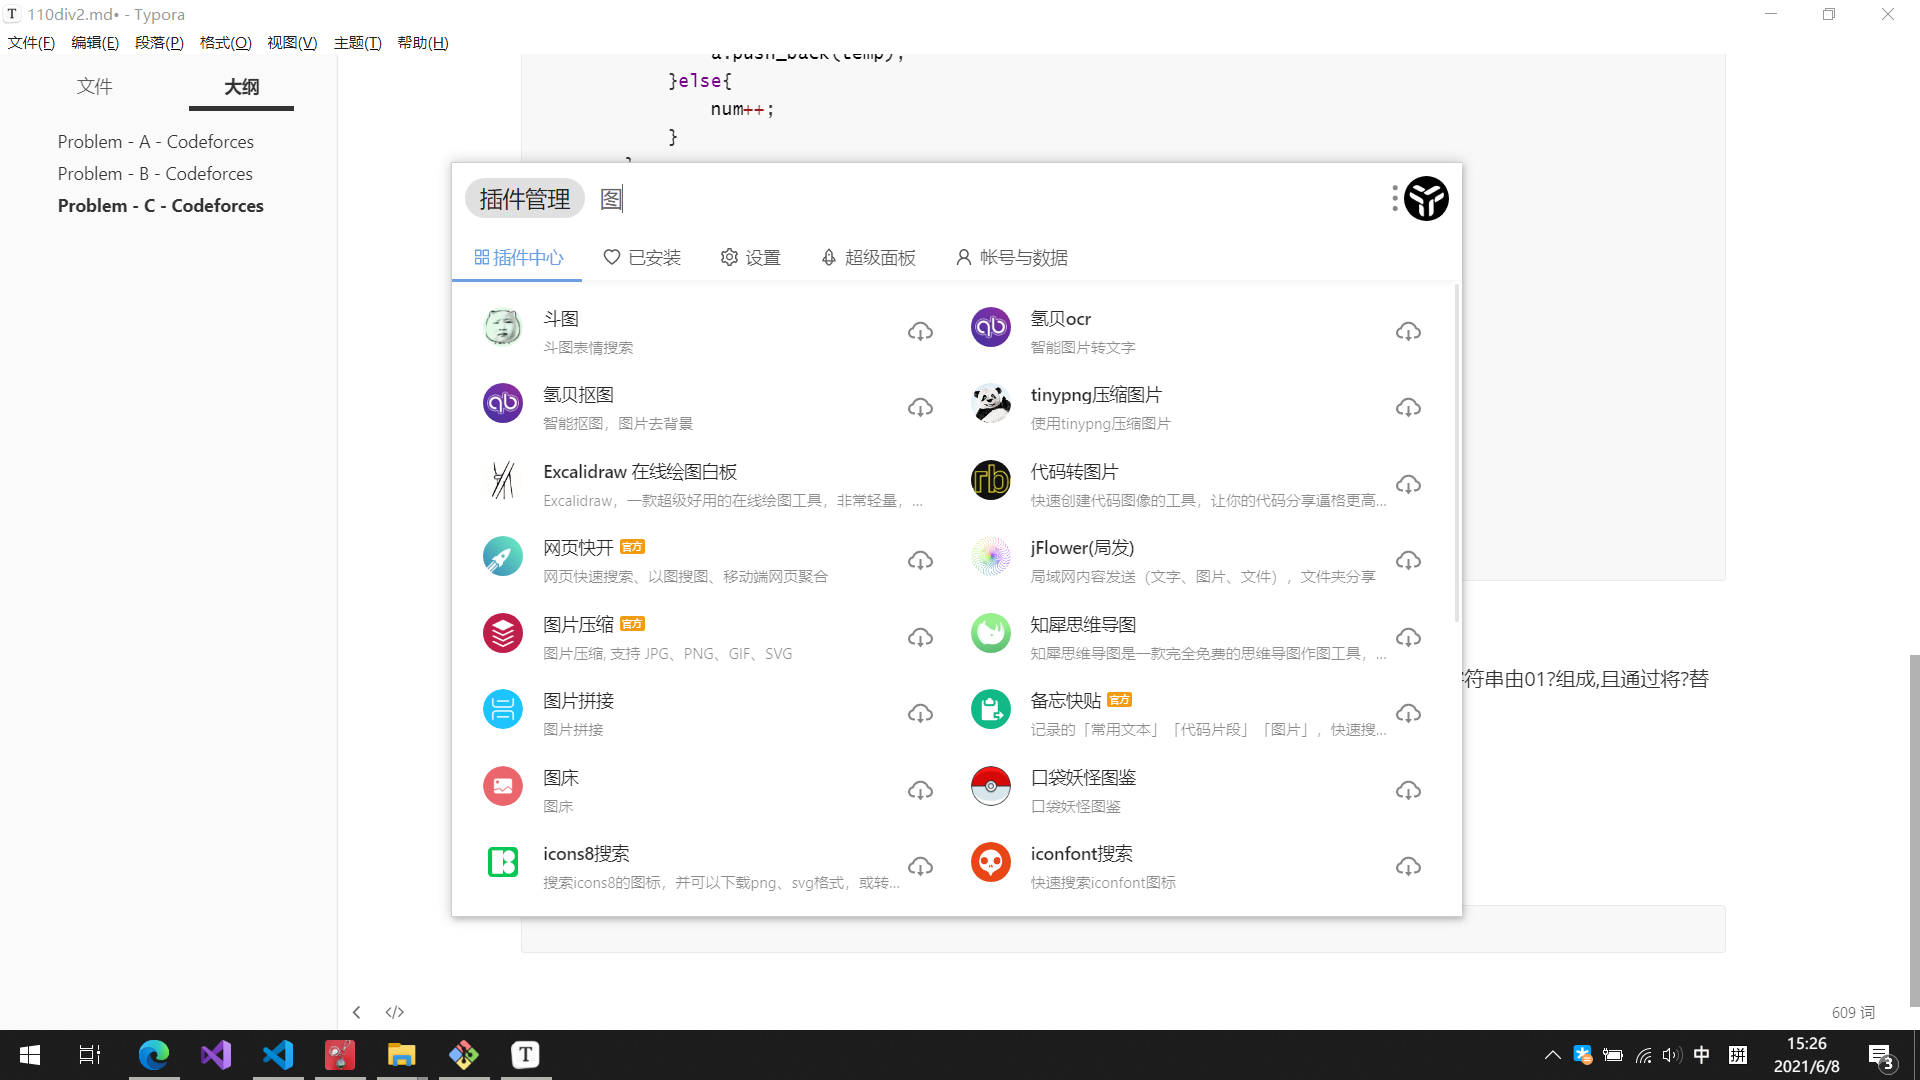 110div2.md• - Typora
文件(F) 编辑(E) 段落(P) 格式(O) 视图(V) 主题(T) 帮助(H)
文件 大纲
Problem - A - Codeforces
Problem - B - Codeforces
Problem - C - Codeforces
a.push_back(temp);
}else{
num++;
}
插件管理 图
插件中心 已安装 设置 超级面板 帐号与数据
斗图
斗图表情搜索
氢贝ocr
智能图片转文字
氢贝抠图
智能抠图，图片去背景
tinypng压缩图片
使用tinypng压缩图片
Excalidraw 在线绘图白板
Excalidraw，一款超级好用的在线绘图工具，非常轻量，...
代码转图片
快速创建代码图像的工具，让你的代码分享逼格更高...
网页快开 官方
网页快速搜索、以图搜图、移动端网页聚合
jFlower(局发)
局域网内容发送（文字、图片、文件），文件夹分享
图片压缩 官方
图片压缩, 支持 JPG、PNG、GIF、SVG
知犀思维导图
知犀思维导图是一款完全免费的思维导图作图工具，...
图片拼接
图片拼接
备忘快贴 官方
记录的「常用文本」「代码片段」「图片」，快速搜...
图床
图床
口袋妖怪图鉴
口袋妖怪图鉴
icons8搜索
搜索icons8的图标，并可以下载png、svg格式，或转...
iconfont搜索
快速搜索iconfont图标
符串由01?组成,且通过将?替
609 词
中 拼
15:26
2021/6/8
3